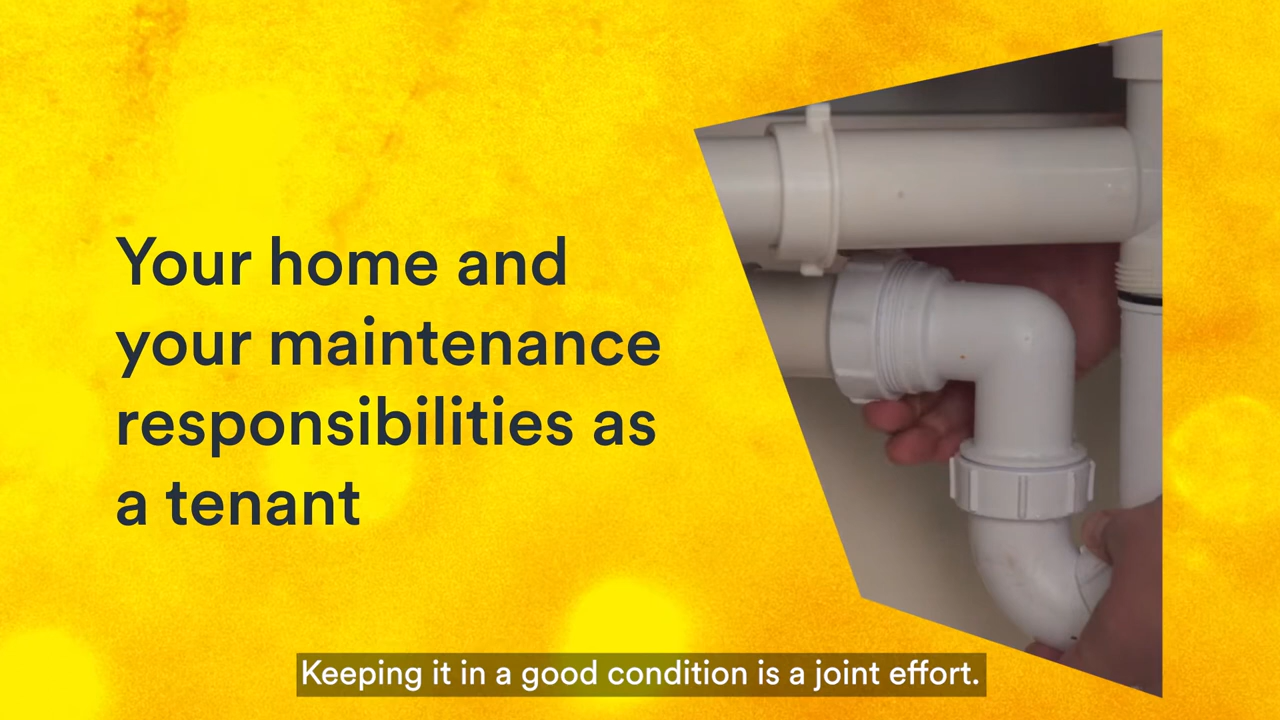 Your home and
your maintenance
responsibilities as
a tenant
Keeping it in a good condition is a joint effort.